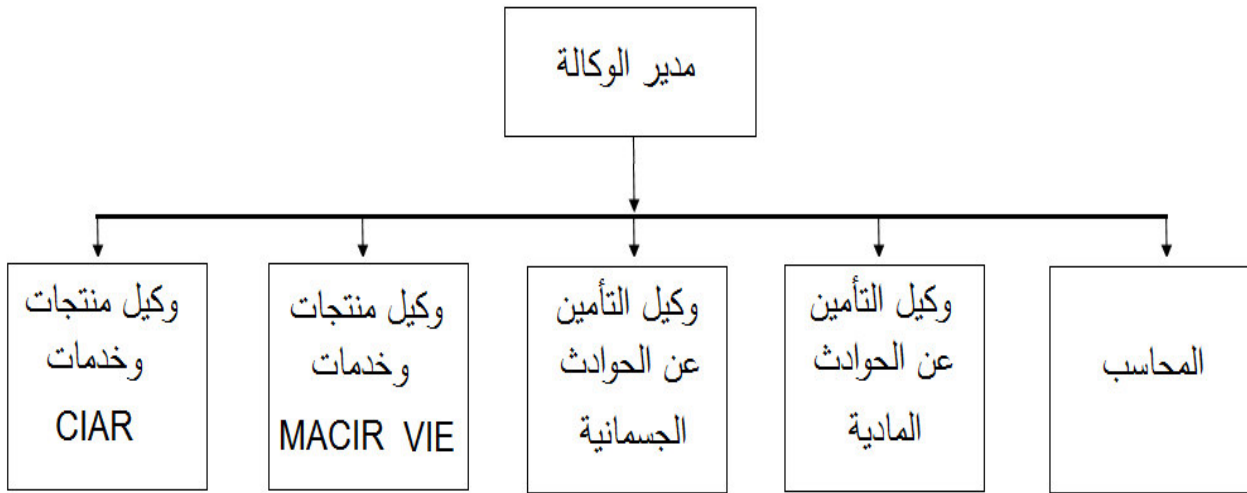 مدير الوكالة
المحاسب
وكيل التأمين
عن الحوادث
المادية
وكيل التأمين
عن الحوادث
الجسمانية
وكيل منتجات
وخدمات
MACIR VIE
وكيل منتجات
وخدمات
CIAR